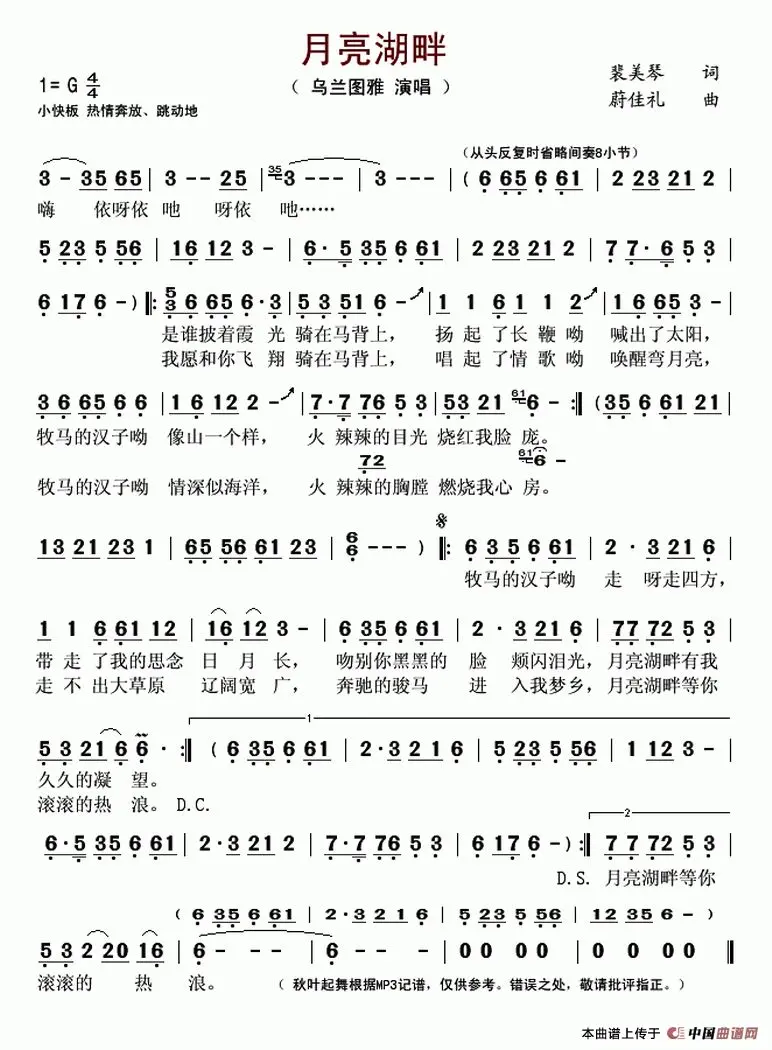 月亮湖畔
1= G 4/4
( 乌兰图雅 演唱 )
裴美琴 词
小快板 热情奔放、跳动地
蔚佳礼 曲
(从头反复时省略间奏8小节)
3 - 35 65 | 3 - - 25 | 35 3 - - - | 3 - - - | ( 6 65 6 61 | 2 23 21 2 |
嗨 依呀依 吔 呀依 吔……
5 23 5 56 | 16 12 3 - | 6· 5 35 6 61 | 2 23 21 2 | 7 7· 6 5 3 |
6 17 6 - ) ‖: 5/3 6 65 6· 3 | 5 3 51 6 - | 1 1 6 1 2 - | 1 6 65 3 - |
是谁披着霞 光 骑在马背上, 扬 起 了 长 鞭 呦 喊出了太阳,
我愿和你飞 翔 骑在马背上, 唱 起 了 情 歌 呦 唤醒弯月亮,
3 6 65 6 6 | 1 6 12 2 - | 7· 7 76 5 3 | 53 21 61 6 - :‖ ( 35 6 61 21 |
牧马的汉子呦 像山一个样, 火 辣辣的目光 烧红我脸 庞。
72 61 6 -
牧马的汉子呦 情深似海洋, 火 辣辣的胸膛 燃烧我心 房。
13 21 23 1 | 65 56 61 23 | 6/6 - - - ) ‖: 6 35 6 61 | 2· 3 21 6 |
牧马的汉子呦 走 呀走四方,
1 1 6 61 12 | 16 12 3 - | 6 35 6 61 | 2· 3 21 6 | 77 72 5 3 |
带 走 了我的思念 日 月 长, 吻别你黑黑的 脸 颊闪泪光, 月亮湖畔有我
走 不 出大草原 辽阔宽 广, 奔驰的骏马 进 入我梦乡, 月亮湖畔等你
1
5 3 21 6 6 · :‖ ( 6 35 6 61 | 2·3 21 6 | 5 23 5 56 | 1 12 3 - |
久久的凝 望。
滚滚的热 浪。 D.C.
2
6·5 35 6 61 | 2·3 21 2 | 7·7 76 5 3 | 6 17 6 - ) :‖ 7 7 72 5 3 |
D.S. 月亮湖畔等你
( 6 35 6 61 | 2·3 21 6 | 5 23 5 56 | 12 35 6 - )
5 3 2 20 16 | 6 - - - | 6 - - - | 0 0 0 0 | 0 0 0 0 ‖
滚滚的 热 浪。 ( 秋叶起舞根据MP3记谱，仅供参考。错误之处，敬请批评指正。)
本曲谱上传于 中国曲谱网